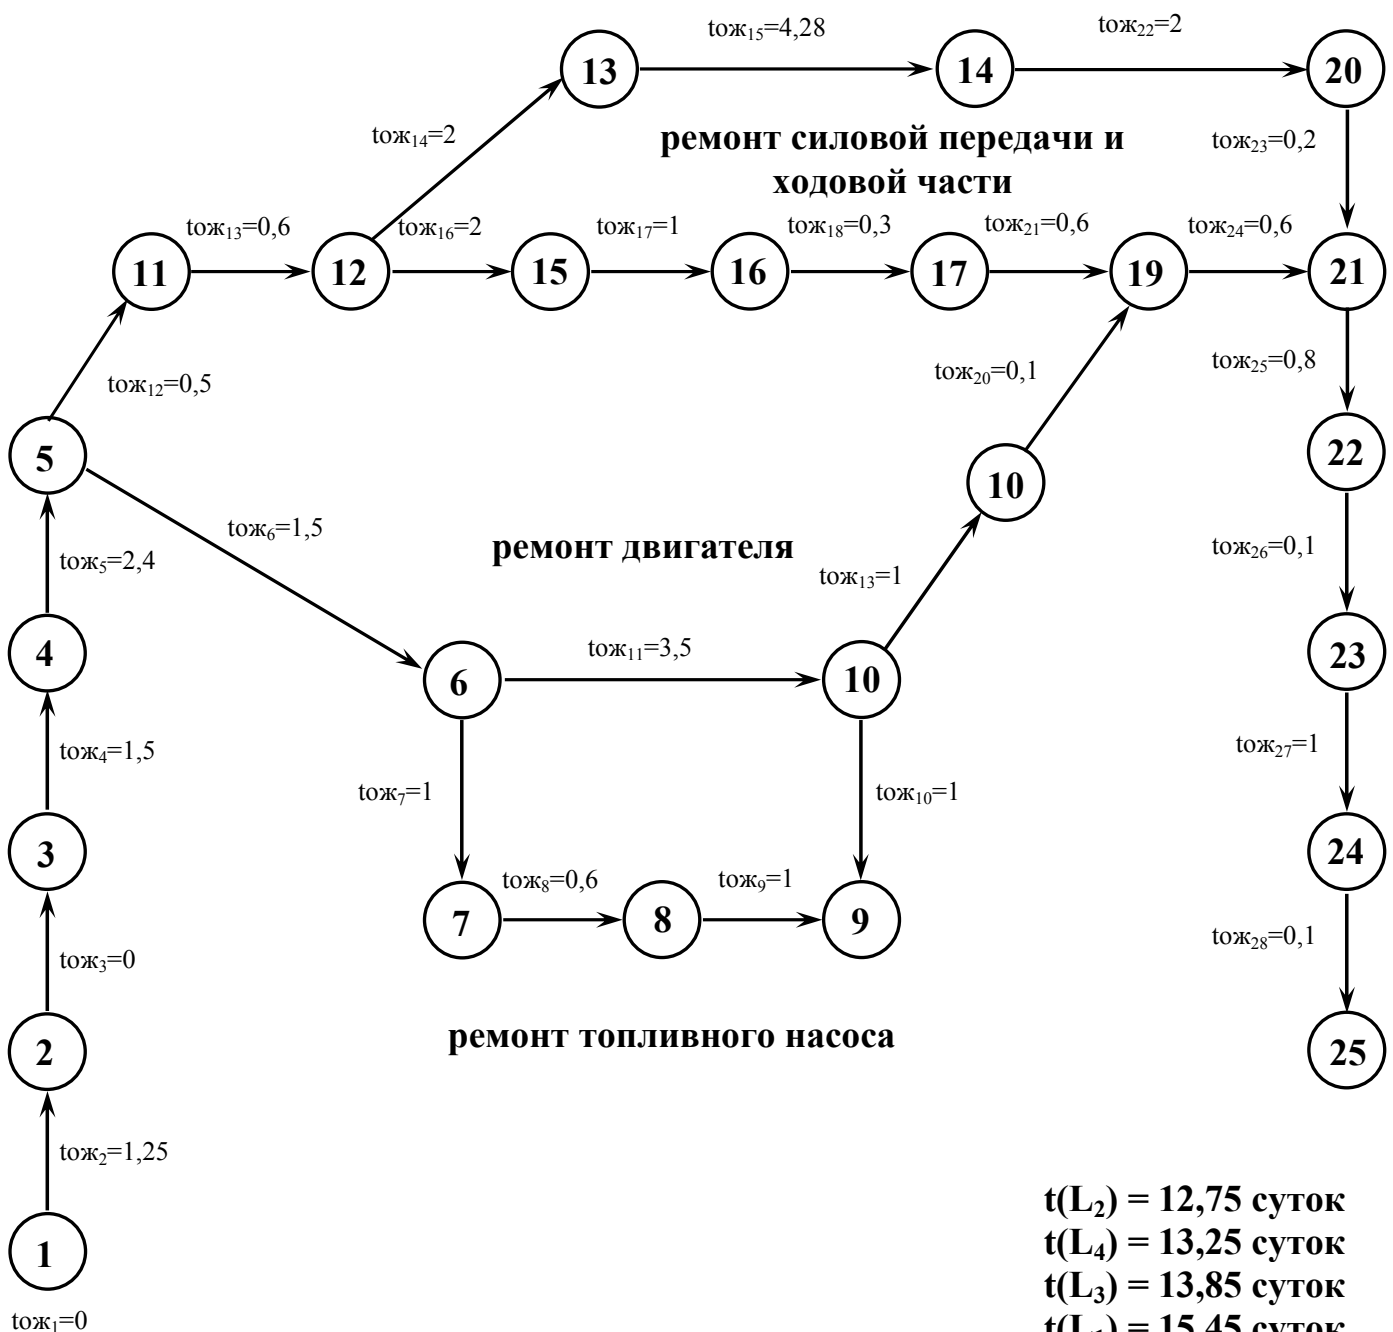 tож₁₅=4,28
tож₂₂=2
13
14
20
tож₁₄=2
ремонт силовой передачи и
ходовой части
tож₂₃=0,2
tож₁₃=0,6
tож₁₆=2
tож₁₇=1
tож₁₈=0,3
tож₂₁=0,6
tож₂₄=0,6
11
12
15
16
17
19
21
tож₁₂=0,5
tож₂₀=0,1
tож₂₅=0,8
5
22
10
tож₆=1,5
ремонт двигателя
tож₂₆=0,1
tож₅=2,4
tож₁₃=1
4
tож₁₁=3,5
23
6
10
tож₄=1,5
tож₂₇=1
tож₇=1
tож₁₀=1
3
24
tож₈=0,6
tож₉=1
7
8
9
tож₂₈=0,1
tож₃=0
ремонт топливного насоса
2
25
tож₂=1,25
t(L₂) = 12,75 суток
t(L₄) = 13,25 суток
1
t(L₃) = 13,85 суток
tож₁=0
t(L₁) = 15,45 суток